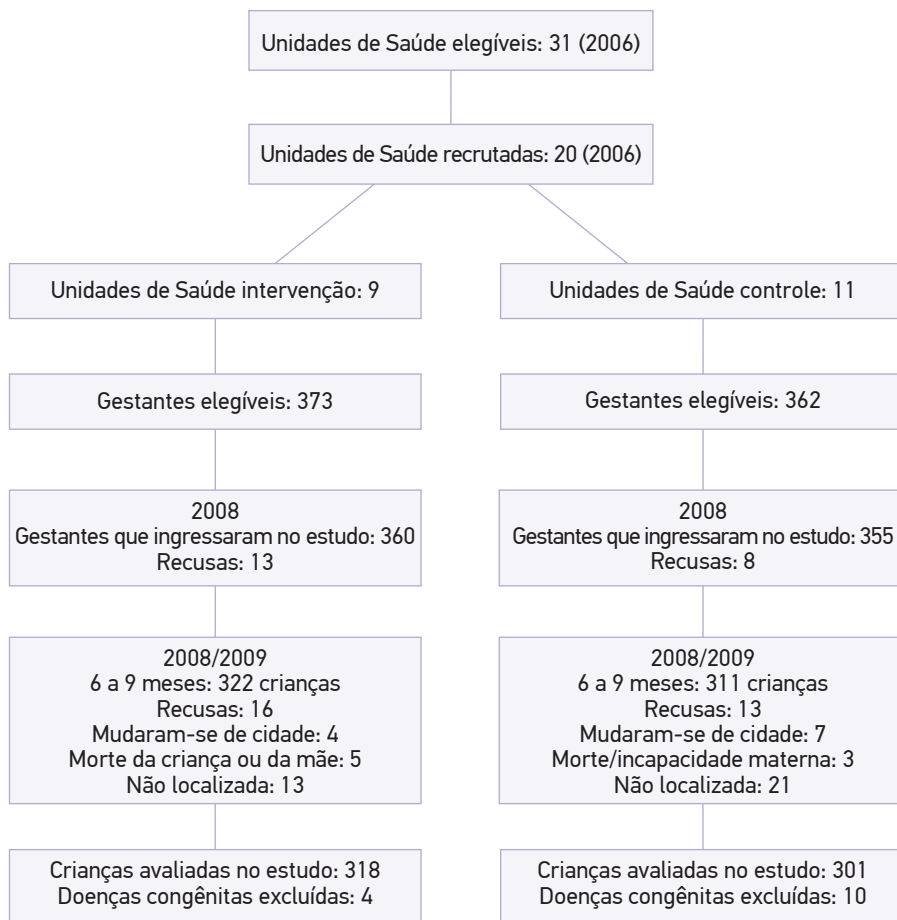 Unidades de Saúde elegíveis: 31 (2006)
Unidades de Saúde recrutadas: 20 (2006)
Unidades de Saúde intervenção: 9
Unidades de Saúde controle: 11
Gestantes elegíveis: 373
Gestantes elegíveis: 362
2008
Gestantes que ingressaram no estudo: 360
Recusas: 13
2008
Gestantes que ingressaram no estudo: 355
Recusas: 8
2008/2009
6 a 9 meses: 322 crianças
Recusas: 16
Mudaram-se de cidade: 4
Morte da criança ou da mãe: 5
Não localizada: 13
2008/2009
6 a 9 meses: 311 crianças
Recusas: 13
Mudaram-se de cidade: 7
Morte/incapacidade materna: 3
Não localizada: 21
Crianças avaliadas no estudo: 318
Doenças congênitas excluídas: 4
Crianças avaliadas no estudo: 301
Doenças congênitas excluídas: 10